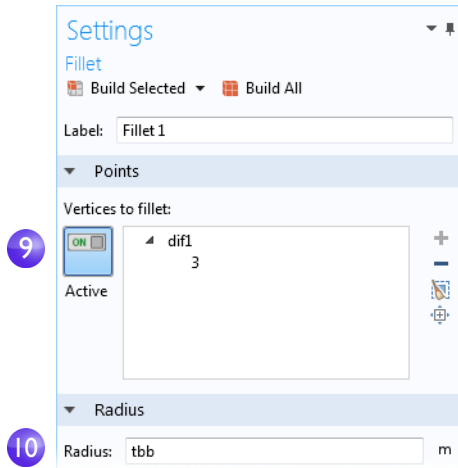 Settings
Fillet
Build Selected Build All
Label: Fillet 1
Points
Vertices to fillet:
9
ON
dif1
3
Active
Radius
10
Radius: tbb m